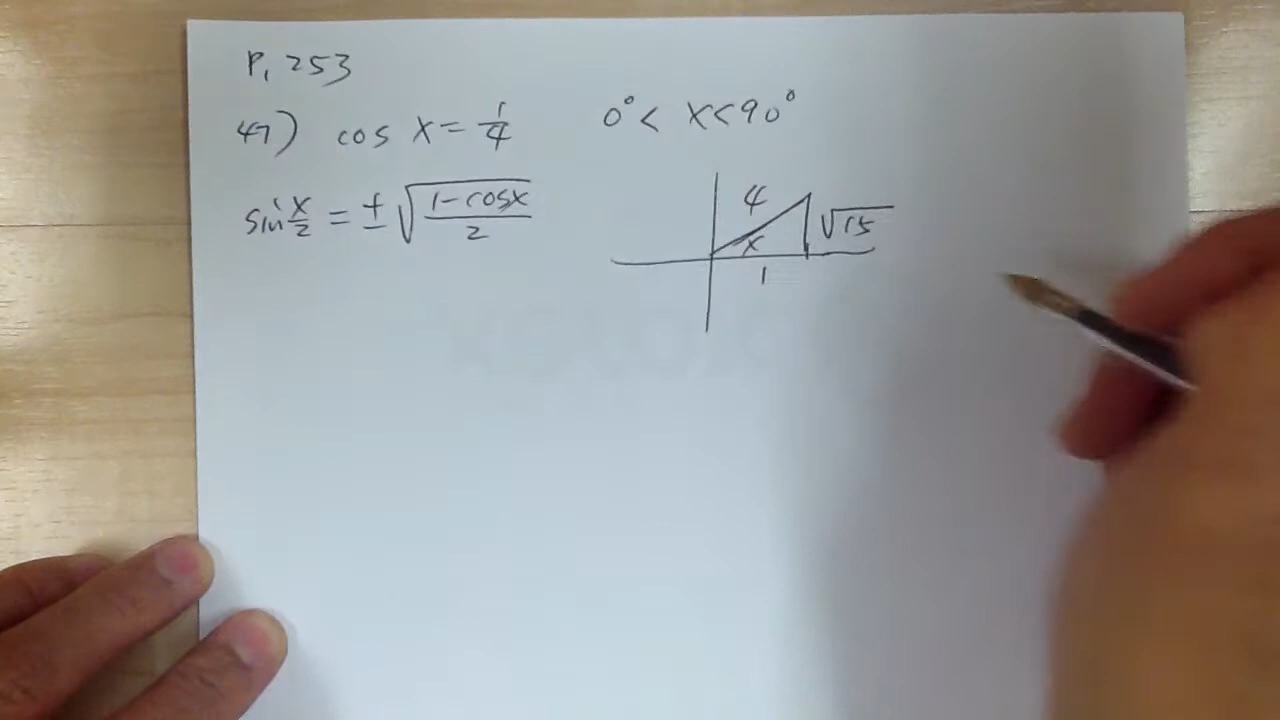 P. 253
47) cos x = 1/4 0° < x < 90°
sin x/2 = ± √((1 - cos x)/2)
4
√15
x
1